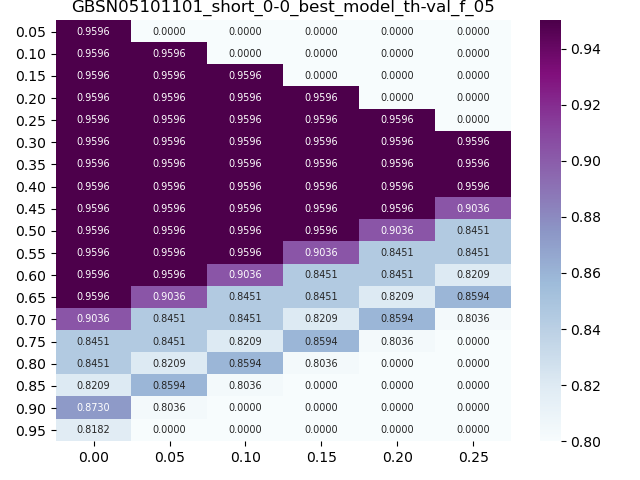 GBSN05101101_short_0-0_best_model_th-val_f_05
0.05 0.9596 0.0000 0.0000 0.0000 0.0000 0.0000
0.10 0.9596 0.9596 0.0000 0.0000 0.0000 0.0000
0.15 0.9596 0.9596 0.9596 0.0000 0.0000 0.0000
0.20 0.9596 0.9596 0.9596 0.9596 0.0000 0.0000
0.25 0.9596 0.9596 0.9596 0.9596 0.9596 0.0000
0.30 0.9596 0.9596 0.9596 0.9596 0.9596 0.9596
0.35 0.9596 0.9596 0.9596 0.9596 0.9596 0.9596
0.40 0.9596 0.9596 0.9596 0.9596 0.9596 0.9596
0.45 0.9596 0.9596 0.9596 0.9596 0.9596 0.9036
0.50 0.9596 0.9596 0.9596 0.9596 0.9036 0.8451
0.55 0.9596 0.9596 0.9596 0.9036 0.8451 0.8451
0.60 0.9596 0.9596 0.9036 0.8451 0.8451 0.8209
0.65 0.9596 0.9036 0.8451 0.8451 0.8209 0.8594
0.70 0.9036 0.8451 0.8451 0.8209 0.8594 0.8036
0.75 0.8451 0.8451 0.8209 0.8594 0.8036 0.0000
0.80 0.8451 0.8209 0.8594 0.8036 0.0000 0.0000
0.85 0.8209 0.8594 0.8036 0.0000 0.0000 0.0000
0.90 0.8730 0.8036 0.0000 0.0000 0.0000 0.0000
0.95 0.8182 0.0000 0.0000 0.0000 0.0000 0.0000
0.00 0.05 0.10 0.15 0.20 0.25
0.94
0.92
0.90
0.88
0.86
0.84
0.82
0.80